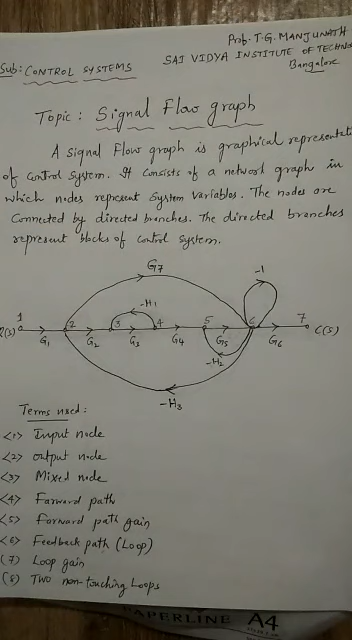 Prof. T.G. MANJUNATH
Sub: CONTROL SYSTEMS
SAI VIDYA INSTITUTE OF TECHNO
Bangalore
Topic: Signal Flow graph
A signal Flow graph is graphical representati
of control system. It consists of a network graph in
which nodes represent system variables. The nodes are
connected by directed branches. The directed branches
represent blocks of control system.
G7
-1
-H1
1 2 3 4 5 6 7
R(s) G1 G2 G3 G4 G5 G6 C(s)
-H2
-H3
Terms used:
<1> Input node
<2> output node
<3> Mixed node
<4> Farward path
<5> forward path gain
<6> Feedback path (Loop)
(7) Loop gain
(8) Two non-touching Loops
PAPERLINE A4